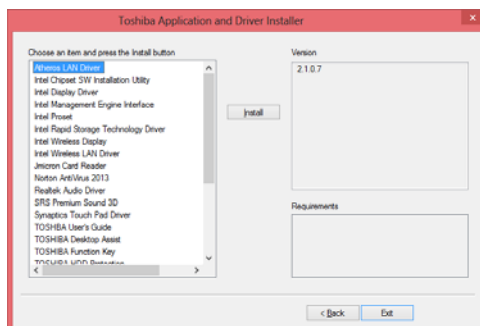 Toshiba Application and Driver Installer
x
Choose an item and press the Install button
Version
Atheros LAN Driver
Intel Chipset SW Installation Utility
Intel Display Driver
Intel Management Engine Interface
Intel Proset
Intel Rapid Storage Technology Driver
Intel Wireless Display
Intel Wireless LAN Driver
Jmicron Card Reader
Norton AntiVirus 2013
Realtek Audio Driver
SRS Premium Sound 3D
Synaptics Touch Pad Driver
TOSHIBA User's Guide
TOSHIBA Desktop Assist
TOSHIBA Function Key
TOSHIBA HDD Protection
2.1.0.7
Install
Requirements
< Back
Exit